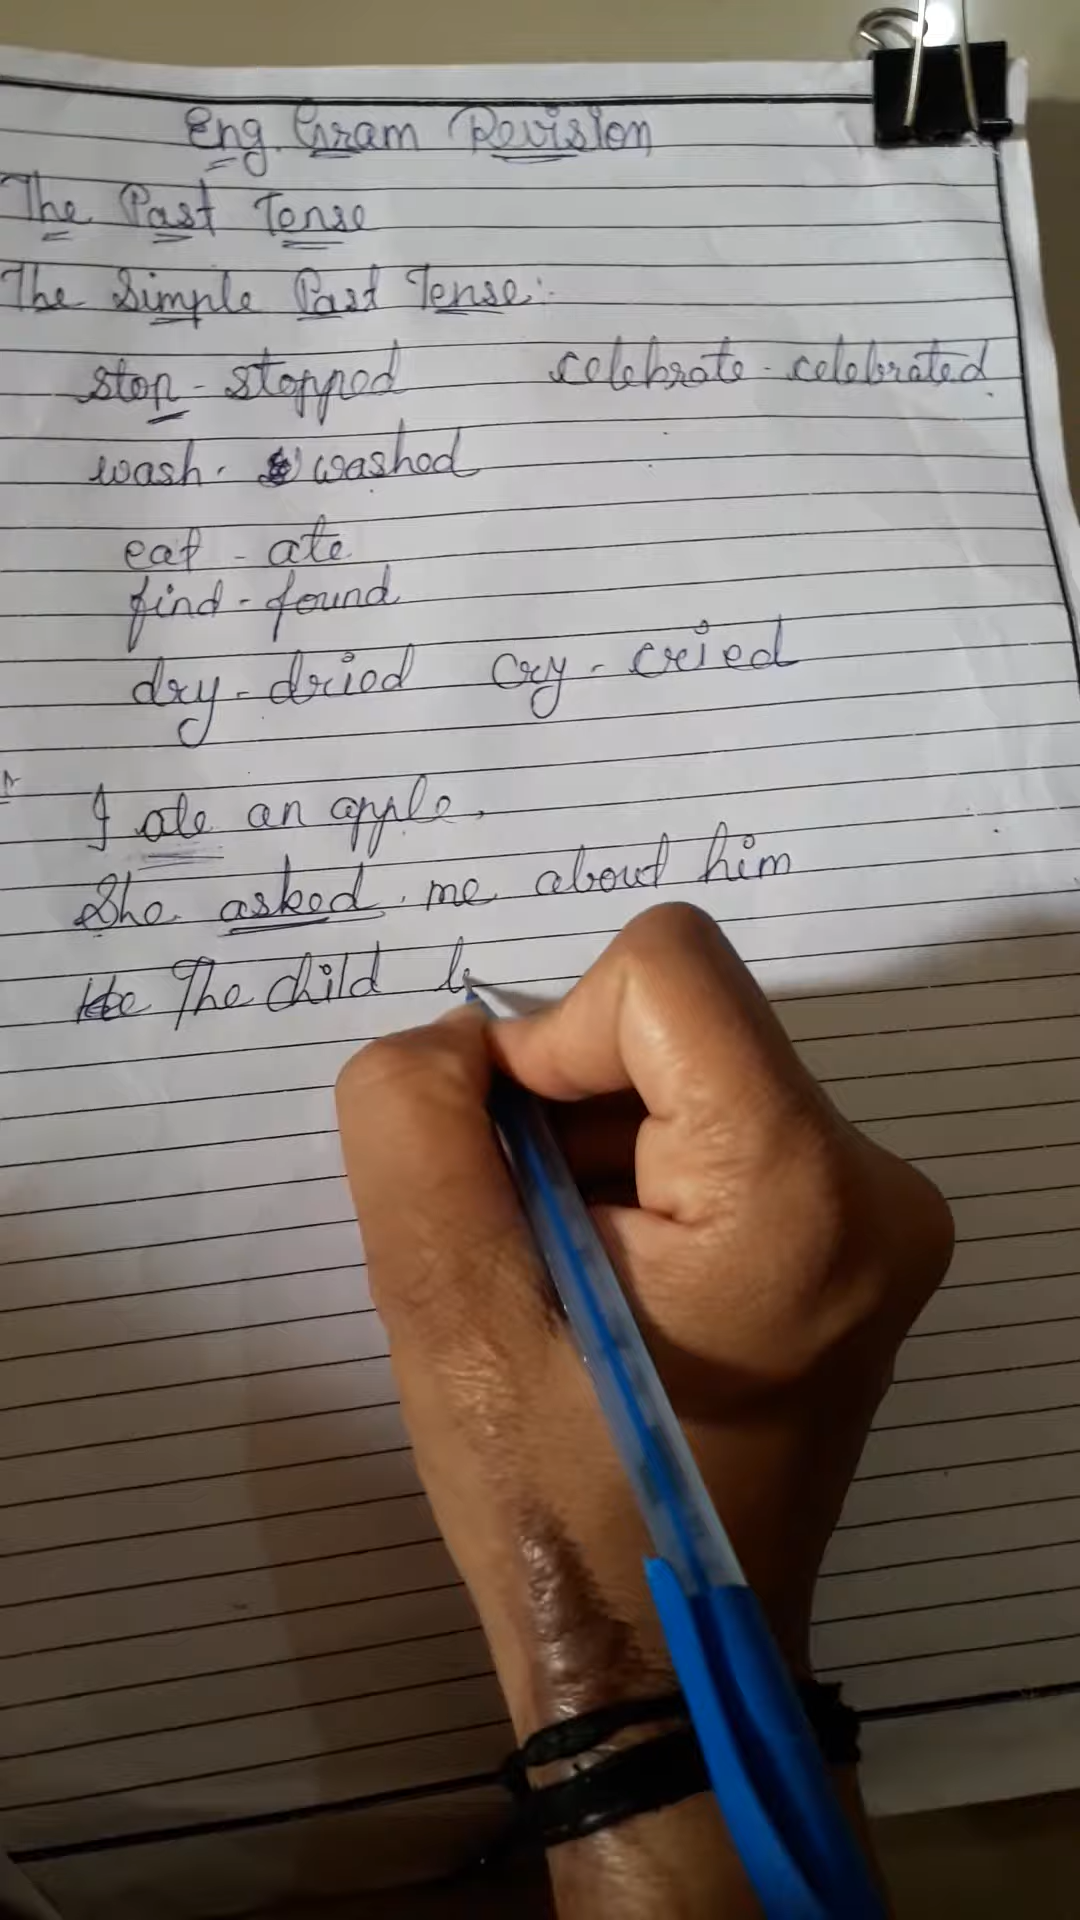 Eng. Gram Revision
The Past Tense
The Simple Past Tense:
stop - stopped celebrate - celebrated
wash - washed
eat - ate
find - found
dry - dried cry - cried
I ate an apple.
She asked me about him
The child